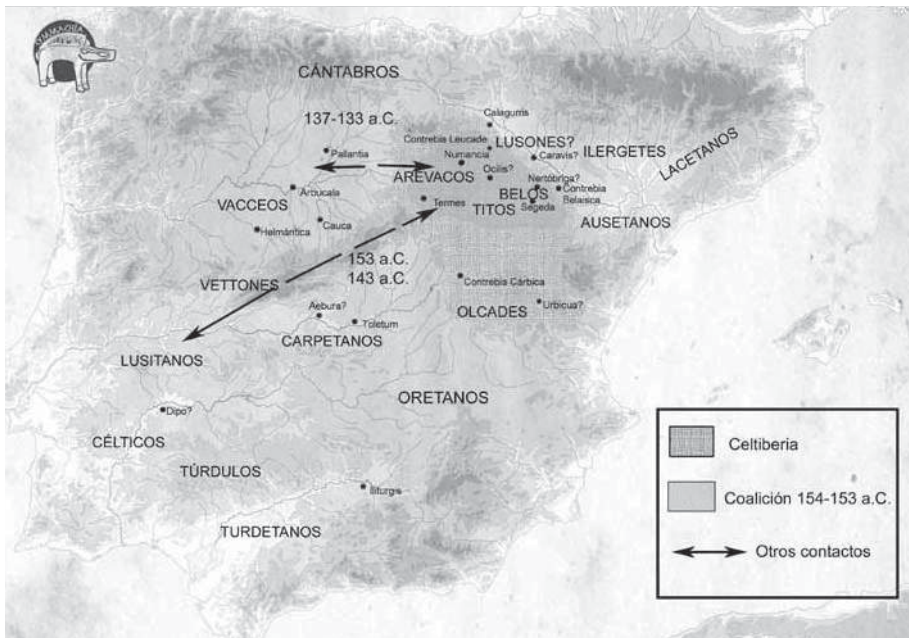 CÁNTABROS
137-133 a.C.
Calagurris
Contrebia Leucade
LUSONES?
Pallantia
Numancia
Caravis?
ILERGETES
LACETANOS
AREVACOS
Ocilis?
Nertóbriga?
Arbucala
BELOS
Contrebia
Belaisca
VACCEOS
TITOS
Segeda
Termes
AUSETANOS
Cauca
Helmántica
153 a.C.
143 a.C.
VETTONES
Contrebia Cárbica
Aebura?
OLCADES
Urbicua?
Toletum
CARPETANOS
LUSITANOS
ORETANOS
Dipo?
CÉLTICOS
TÚRDULOS
Iliturgis
TURDETANOS
Celtiberia
Coalición 154-153 a.C.
Otros contactos